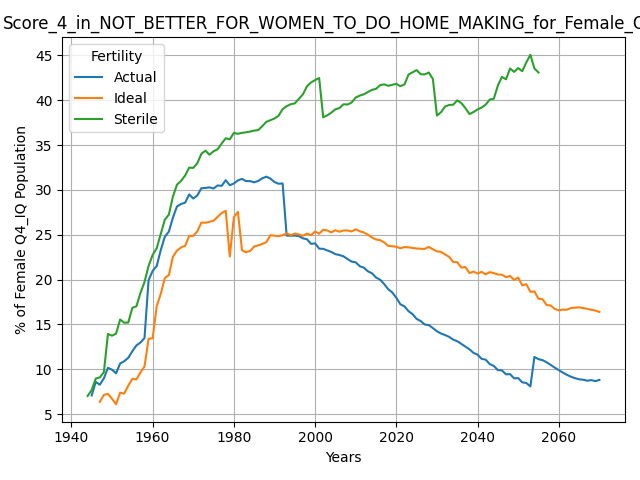 Score_4_in_NOT_BETTER_FOR_WOMEN_TO_DO_HOME_MAKING_for_Female_
Fertility
Actual
Ideal
Sterile
% of Female Q4_IQ Population
45
40
35
30
25
20
15
10
5
1940 1960 1980 2000 2020 2040 2060
Years